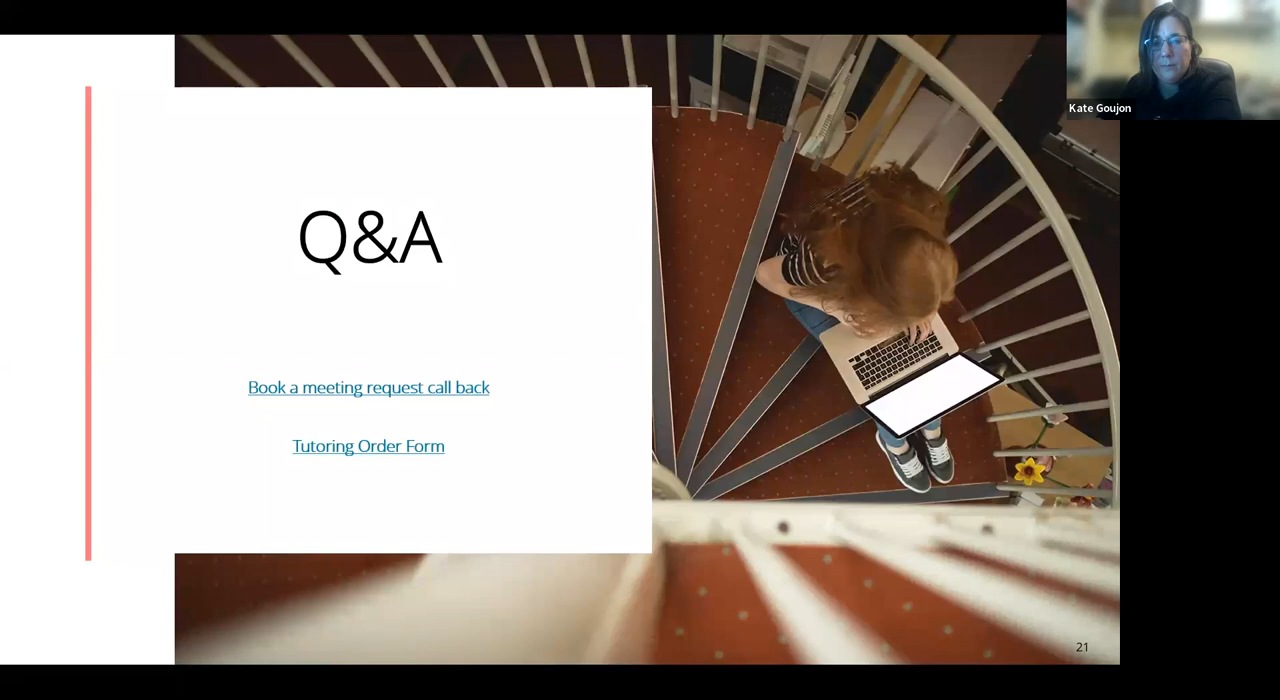 Kate Goujon
Q&A
Book a meeting request call back
Tutoring Order Form
21